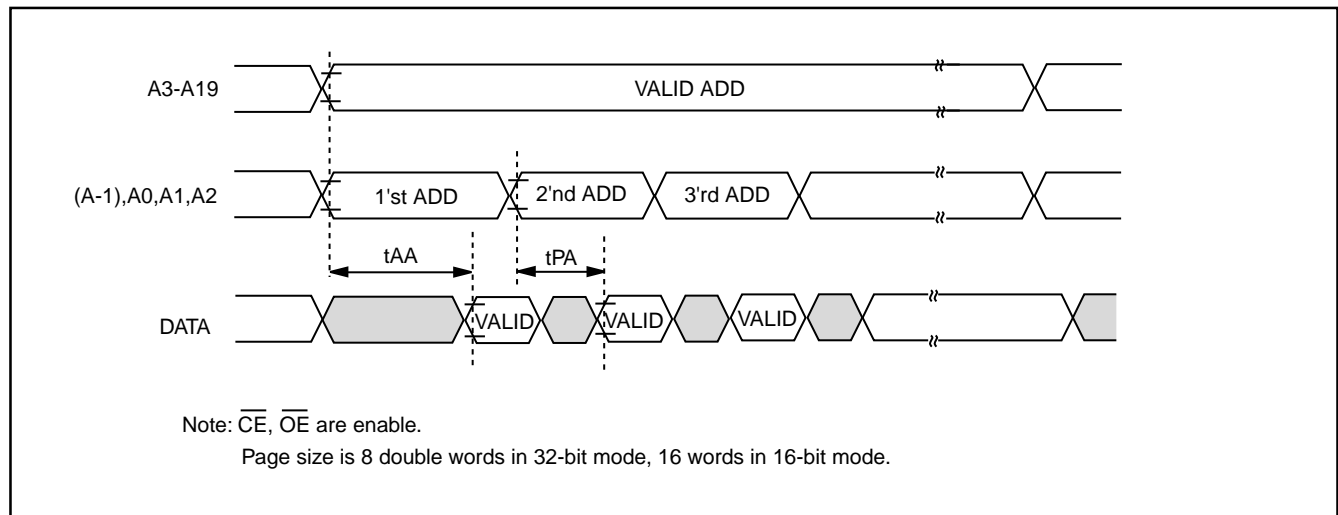 A3-A19
VALID ADD
(A-1),A0,A1,A2
1'st ADD
2'nd ADD
3'rd ADD
tAA
tPA
DATA
VALID
VALID
VALID
Note: C̅E̅, O̅E̅ are enable.
Page size is 8 double words in 32-bit mode, 16 words in 16-bit mode.